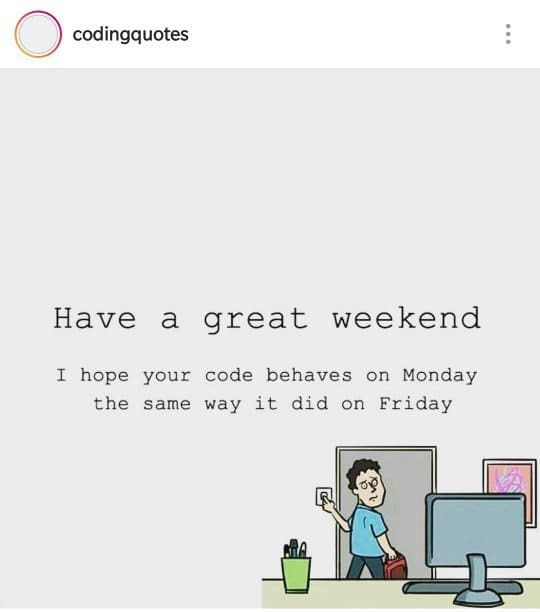 codingquotes
Have a great weekend
I hope your code behaves on Monday
the same way it did on Friday